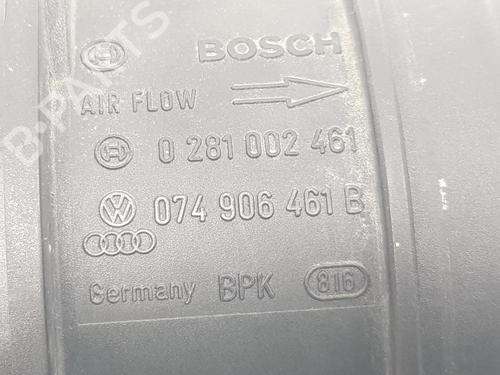 BOSCH
AIR FLOW
0 281 002 461
074 906 461 B
Germany BPK 816
B-PARTS